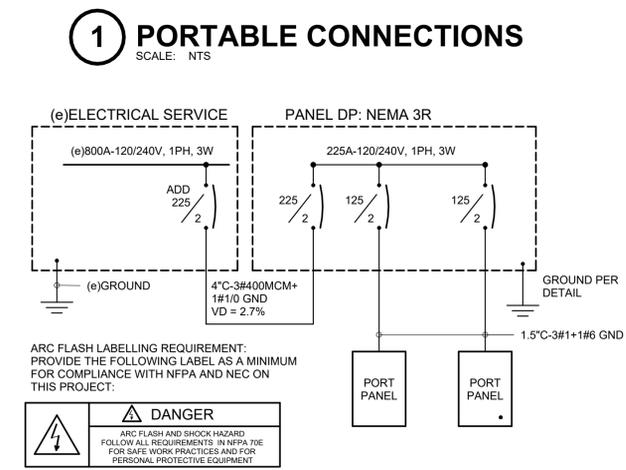 1 PORTABLE CONNECTIONS
SCALE: NTS
(e)ELECTRICAL SERVICE
PANEL DP: NEMA 3R
(e)800A-120/240V, 1PH, 3W
225A-120/240V, 1PH, 3W
ADD
225
2
225
2
125
2
125
2
(e)GROUND
4"C-3#400MCM+
1#1/0 GND
VD = 2.7%
GROUND PER
DETAIL
1.5"C-3#1+1#6 GND
PORT
PANEL
PORT
PANEL
ARC FLASH LABELLING REQUIREMENT:
PROVIDE THE FOLLOWING LABEL AS A MINIMUM
FOR COMPLIANCE WITH NFPA AND NEC ON
THIS PROJECT:
DANGER
ARC FLASH AND SHOCK HAZARD
FOLLOW ALL REQUIREMENTS IN NFPA 70E
FOR SAFE WORK PRACTICES AND FOR
PERSONAL PROTECTIVE EQUIPMENT